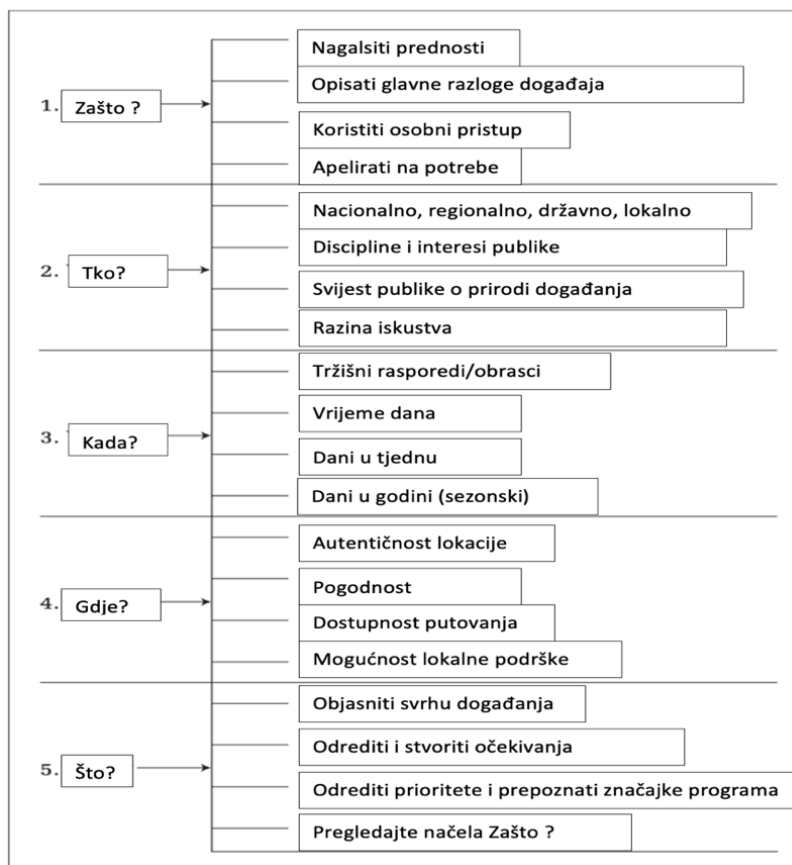 1. Zašto ?
Nagalsiti prednosti
Opisati glavne razloge događaja
Koristiti osobni pristup
Apelirati na potrebe
2. Tko?
Nacionalno, regionalno, državno, lokalno
Discipline i interesi publike
Svijest publike o prirodi događanja
Razina iskustva
3. Kada?
Tržišni rasporedi/obrasci
Vrijeme dana
Dani u tjednu
Dani u godini (sezonski)
4. Gdje?
Autentičnost lokacije
Pogodnost
Dostupnost putovanja
Mogućnost lokalne podrške
5. Što?
Objasniti svrhu događanja
Odrediti i stvoriti očekivanja
Odrediti prioritete i prepoznati značajke programa
Pregledajte načela Zašto ?